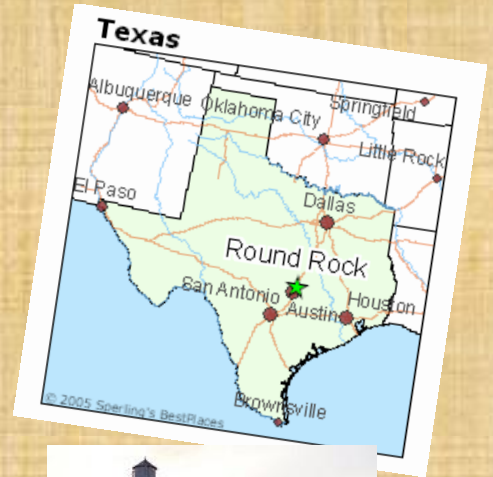 Texas
Albuquerque
Oklahoma City
Springfield
Little Rock
El Paso
Dallas
Round Rock
San Antonio
Austin
Houston
Brownsville
© 2005 Sperling's BestPlaces